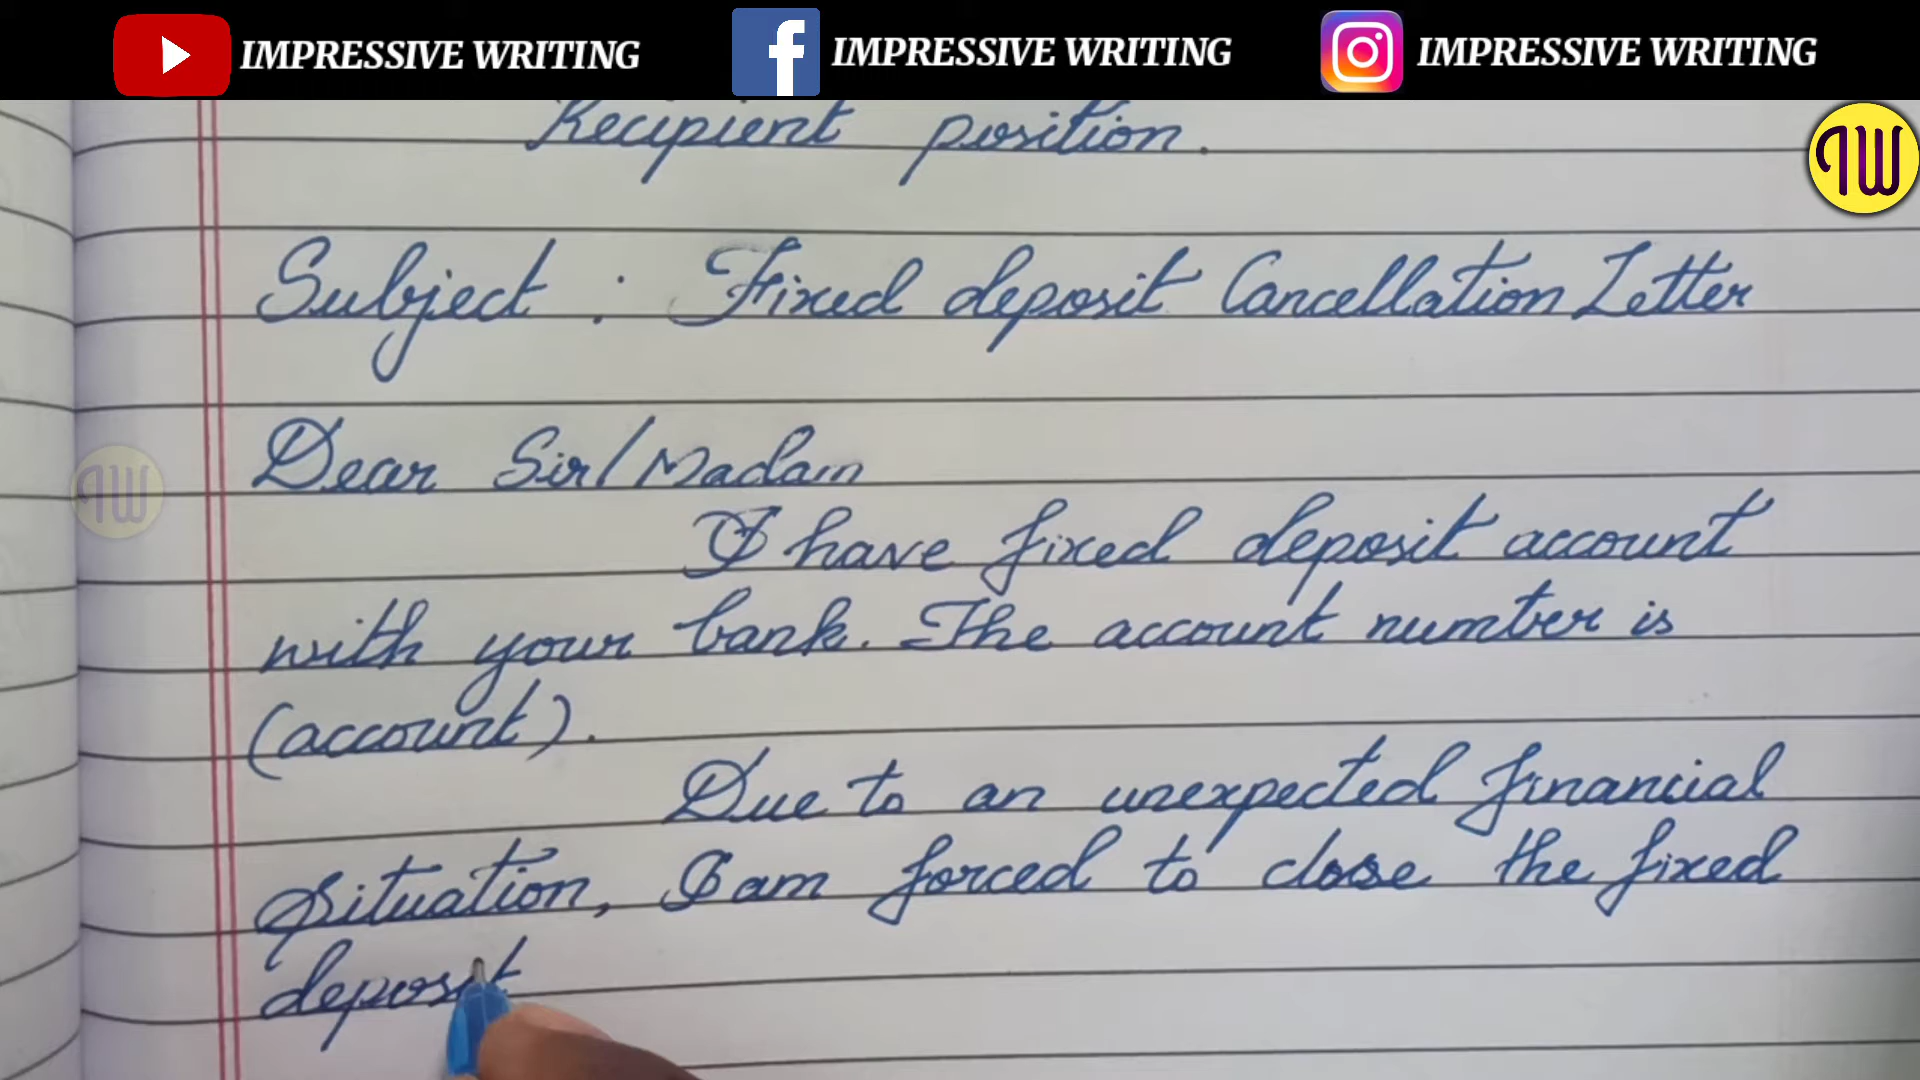 IMPRESSIVE WRITING IMPRESSIVE WRITING IMPRESSIVE WRITING
Recipient position.
IW
Subject : Fixed deposit Cancellation Letter
Dear Sir/Madam
IW
I have fixed deposit account
with your bank. The account number is
(account).
Due to an unexpected financial
situation, I am forced to close the fixed
deposit